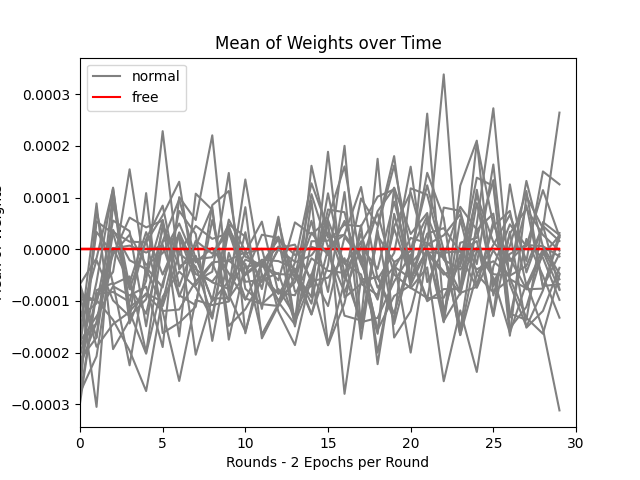 Mean of Weights over Time
normal
free
0.0003
0.0002
0.0001
0.0000
−0.0001
−0.0002
−0.0003
0 5 10 15 20 25 30
Rounds - 2 Epochs per Round